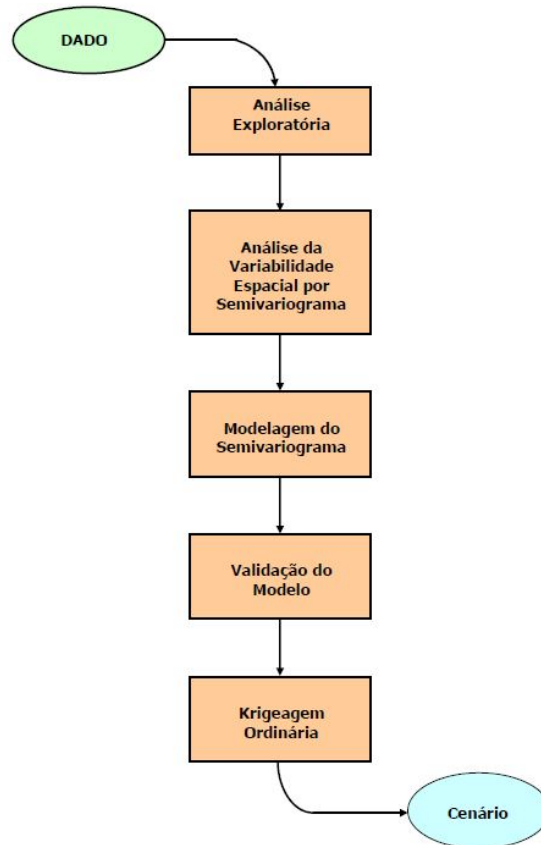 DADO
Análise
Exploratória
Análise da
Variabilidade
Espacial por
Semivariograma
Modelagem do
Semivariograma
Validação do
Modelo
Krigeagem
Ordinária
Cenário